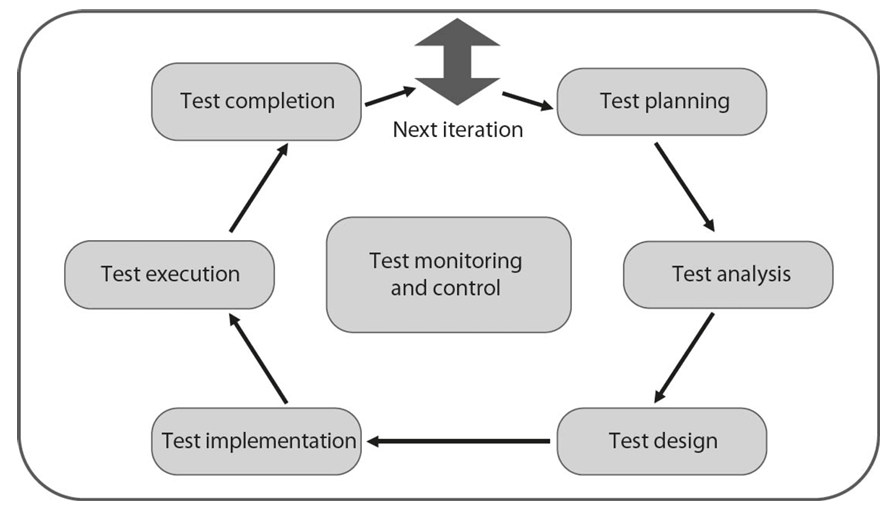 Test completion
Next iteration
Test planning
Test execution
Test monitoring
and control
Test analysis
Test implementation
Test design